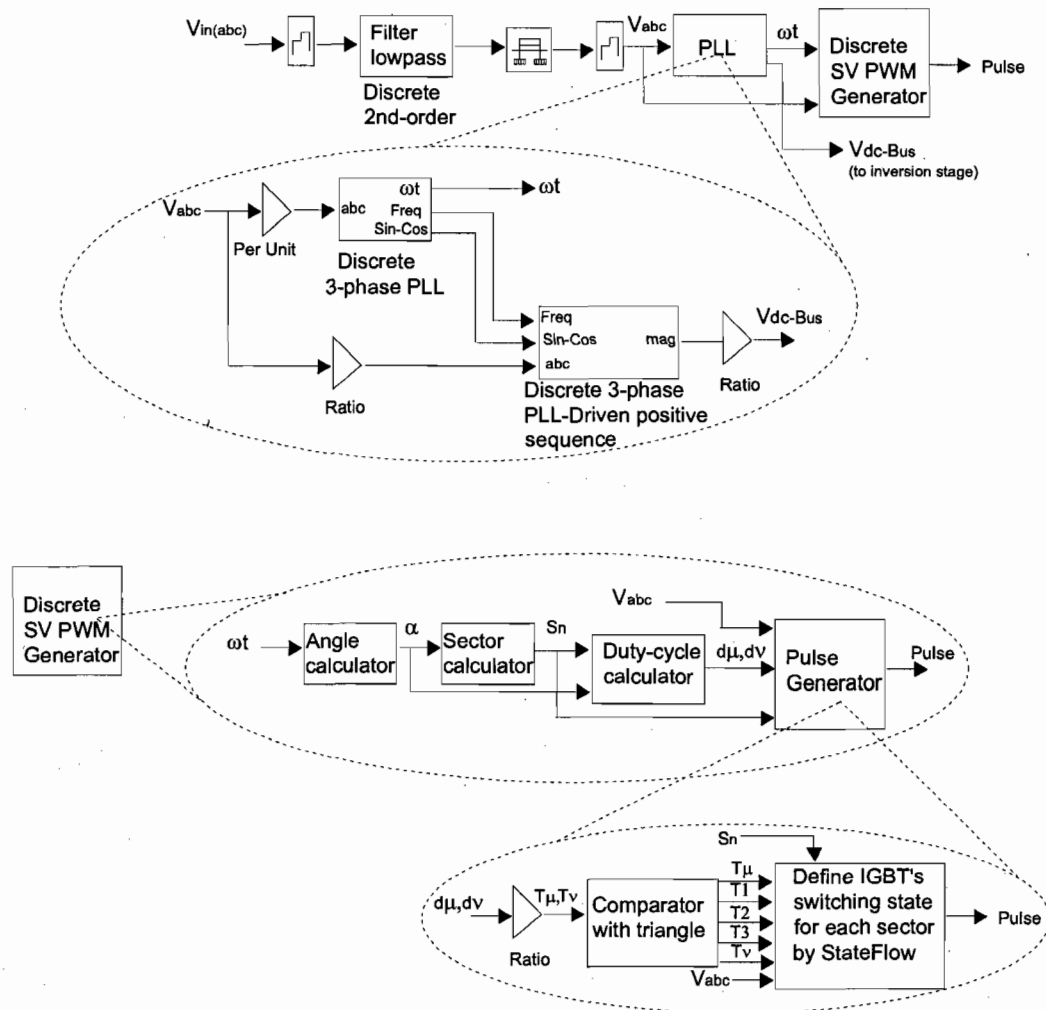 Vin(abc)
Filter
lowpass
Discrete
2nd-order
Vabc
PLL
ωt
Discrete
SV PWM
Generator
Pulse
Vdc-Bus
(to inversion stage)
Vabc
Per Unit
abc
ωt
Freq
Sin-Cos
Discrete
3-phase PLL
ωt
Ratio
Freq
Sin-Cos
abc
mag
Discrete 3-phase
PLL-Driven positive
sequence
Ratio
Vdc-Bus
Discrete
SV PWM
Generator
ωt
Angle
calculator
α
Sector
calculator
Sn
Duty-cycle
calculator
dμ,dν
Vabc
Pulse
Generator
Pulse
dμ,dν
Ratio
Tμ,Tν
Comparator
with triangle
Tμ
T1
T2
T3
Tν
Vabc
Sn
Define IGBT's
switching state
for each sector
by StateFlow
Pulse